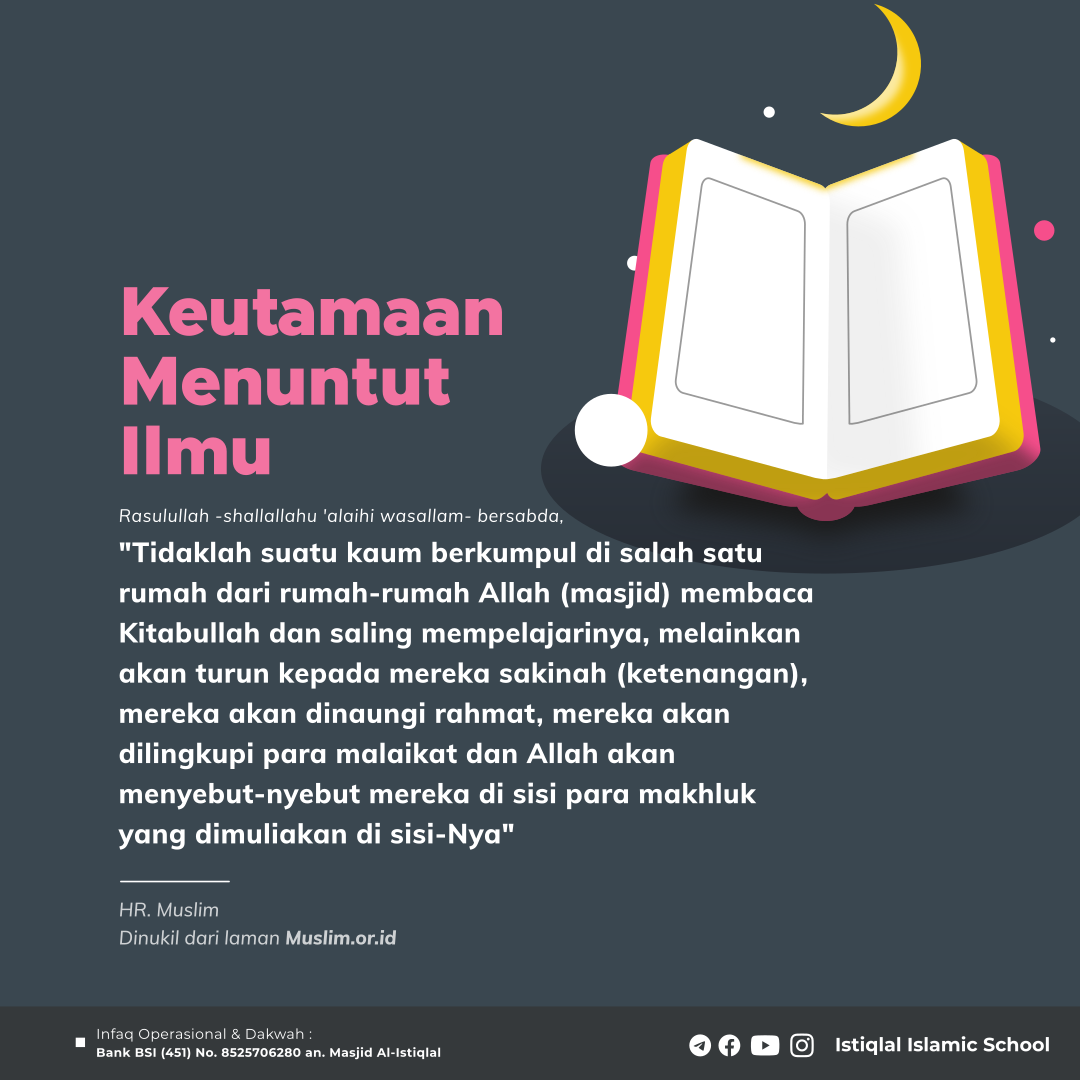 Keutamaan
Menuntut
Ilmu
Rasulullah -shallallahu 'alaihi wasallam- bersabda,
"Tidaklah suatu kaum berkumpul di salah satu
rumah dari rumah-rumah Allah (masjid) membaca
Kitabullah dan saling mempelajarinya, melainkan
akan turun kepada mereka sakinah (ketenangan),
mereka akan dinaungi rahmat, mereka akan
dilingkupi para malaikat dan Allah akan
menyebut-nyebut mereka di sisi para makhluk
yang dimuliakan di sisi-Nya"
HR. Muslim
Dinukil dari laman Muslim.or.id
Infaq Operasional & Dakwah :
Bank BSI (451) No. 8525706280 an. Masjid Al-Istiqlal
Istiqlal Islamic School